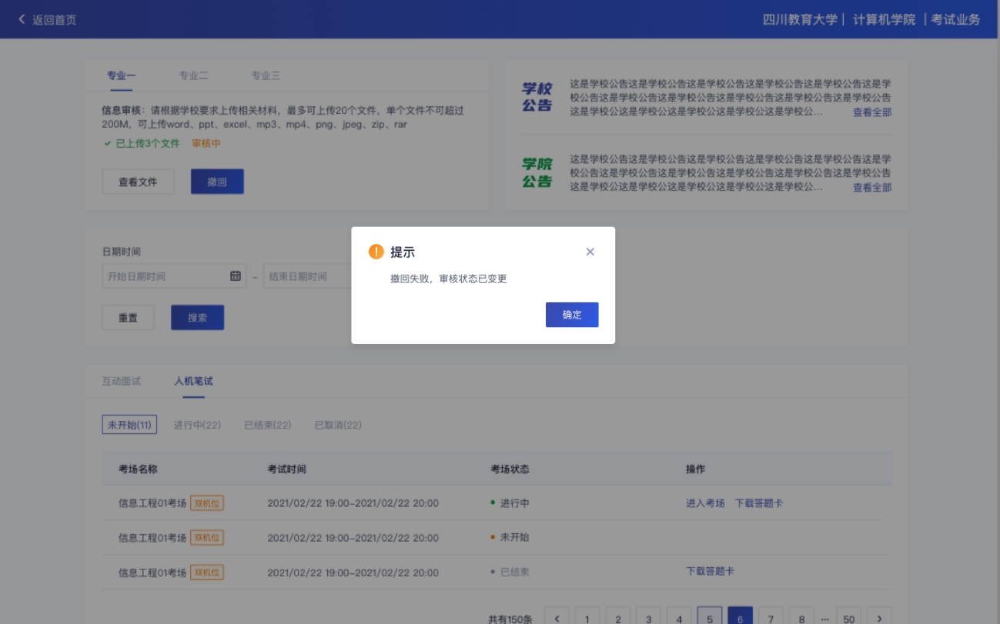 返回首页
四川教育大学 | 计算机学院 | 考试业务
专业一 专业二 专业三
信息审核：请根据学校要求上传相关材料，最多可上传20个文件，单个文件不可超过
200M，可上传word、ppt、excel、mp3、mp4、png、jpeg、zip、rar
已上传3个文件 审核中
查看文件 撤回
学校
公告
这是学校公告这是学校公告这是学校公告这是学校公告这是学校公告这是学
校公告这是学校公告这是学校公告这是学校公告这是学校公告这是学校公告
这是学校公这是学校公这是学校公这是学校公这是学校公... 查看全部
学院
公告
这是学校公告这是学校公告这是学校公告这是学校公告这是学校公告这是学
校公告这是学校公告这是学校公告这是学校公告这是学校公告这是学校公告
这是学校公这是学校公这是学校公这是学校公这是学校公... 查看全部
日期时间
开始日期时间 – 结束日期时间
重置 搜索
提示
撤回失败，审核状态已变更
确定
互动面试 人机笔试
未开始(11) 进行中(22) 已结束(22) 已取消(22)
考场名称 考试时间 考场状态 操作
信息工程01考场 双机位 2021/02/22 19:00-2021/02/22 20:00 进行中 进入考场 下载答题卡
信息工程01考场 双机位 2021/02/22 19:00-2021/02/22 20:00 未开始
信息工程01考场 双机位 2021/02/22 19:00-2021/02/22 20:00 已结束 下载答题卡
共有150条 1 2 3 4 5 6 7 8 ... 50